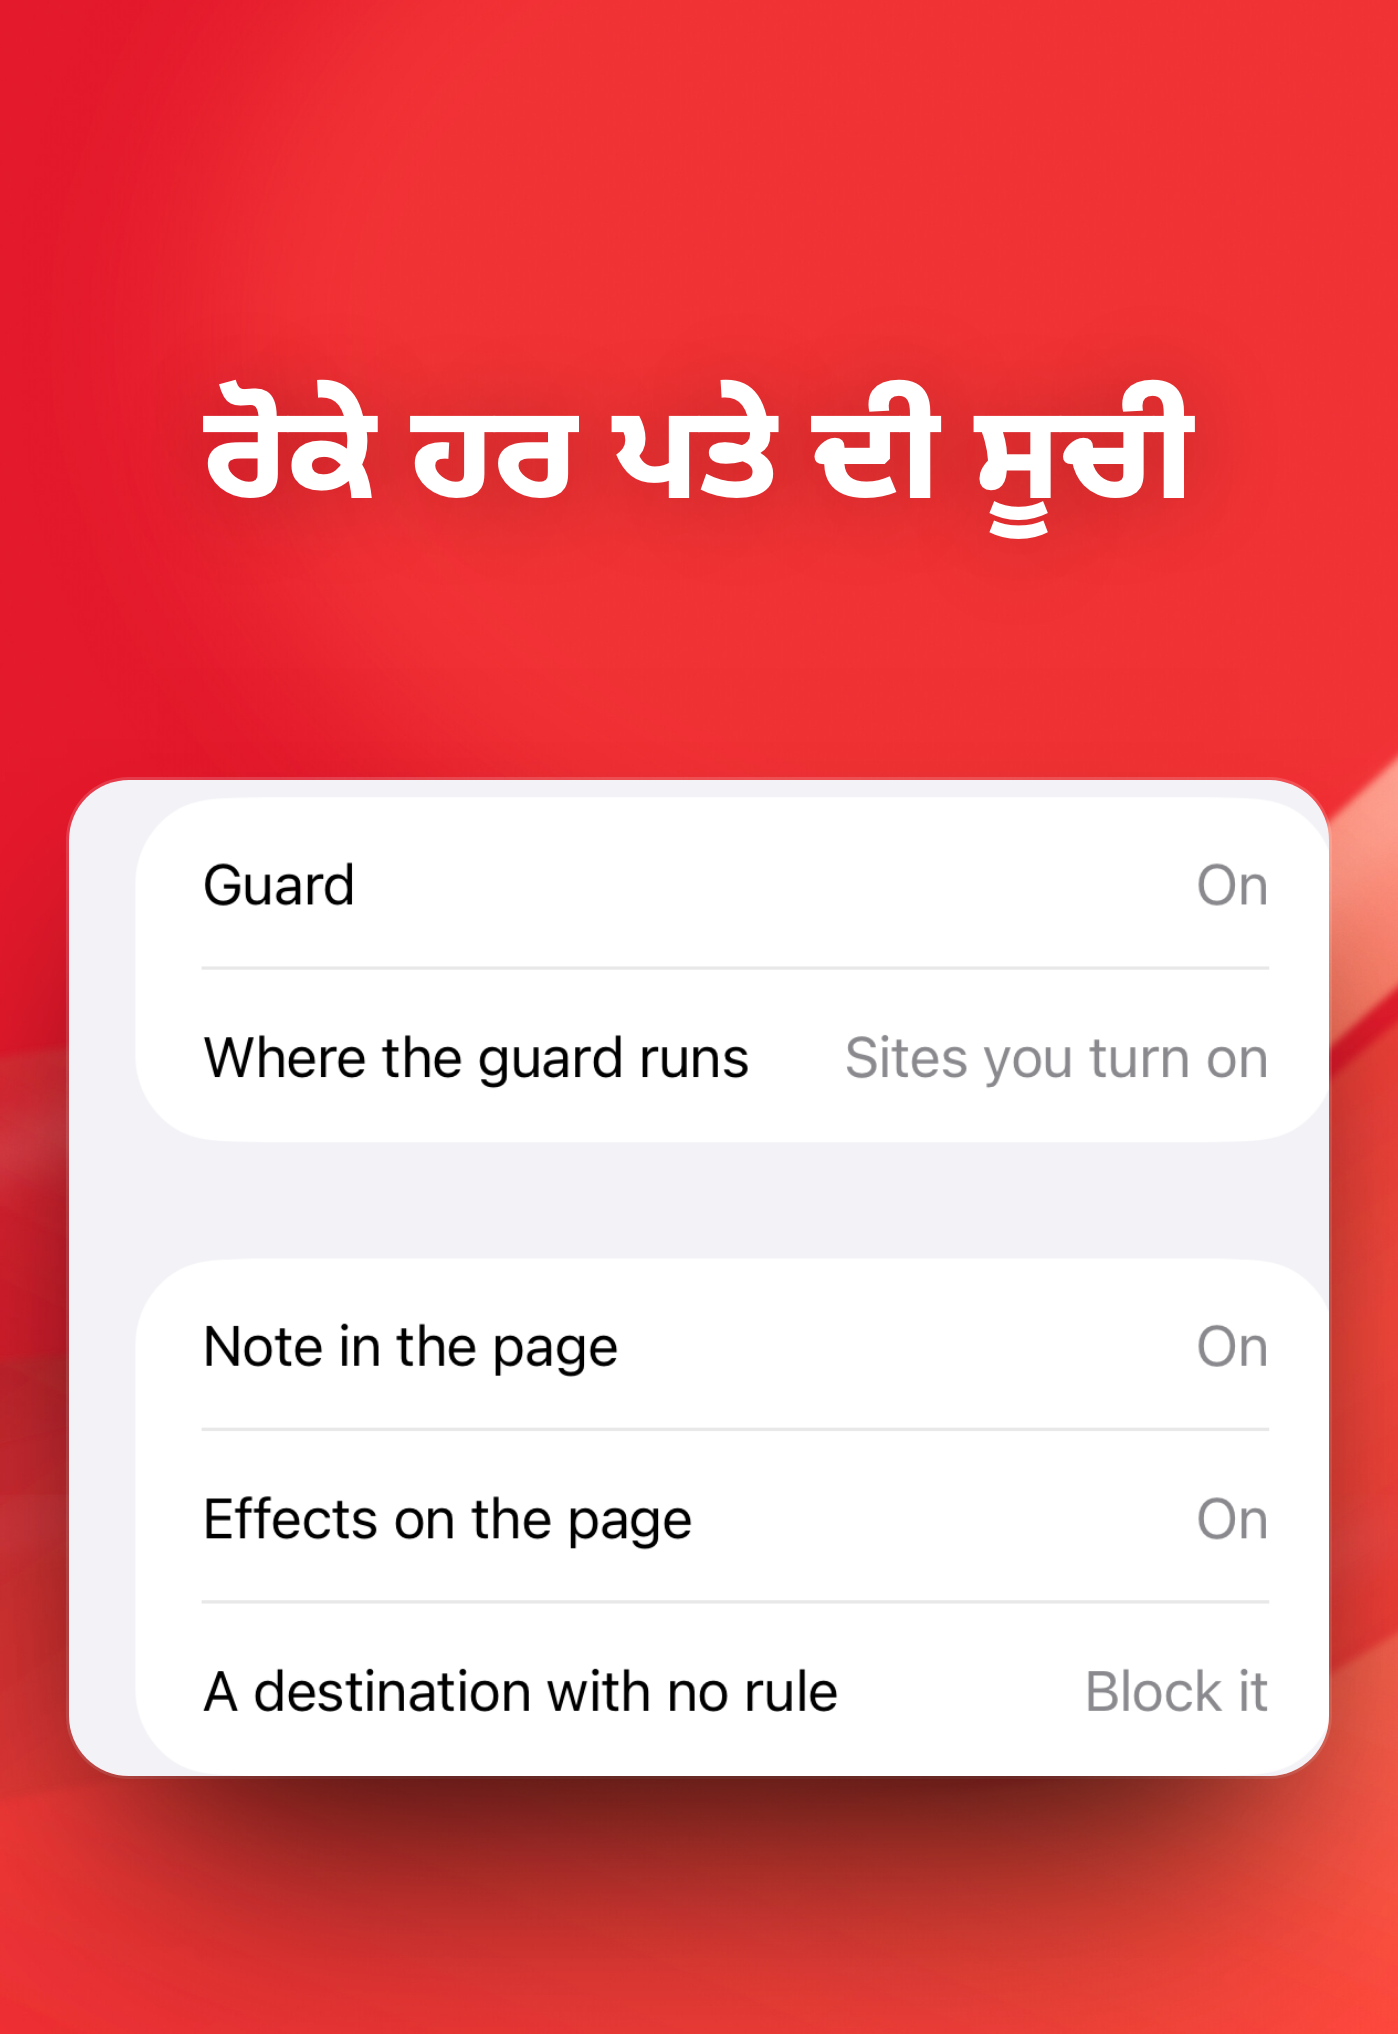 ਰੋਕੇ ਹਰ ਪਤੇ ਦੀ ਸੂਚੀ
Guard On
Where the guard runs Sites you turn on
Note in the page On
Effects on the page On
A destination with no rule Block it